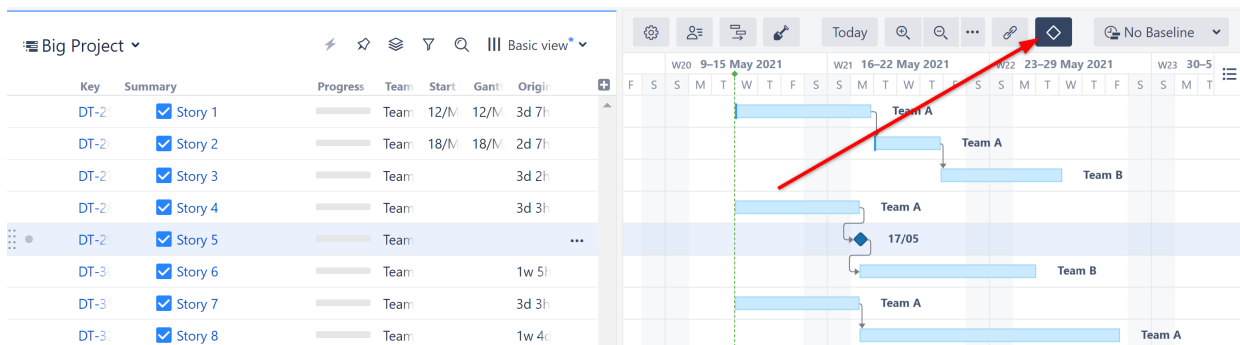 Big Project
Basic view*
Today
No Baseline
W20 9–15 May 2021
W21 16–22 May 2021
W22 23–29 May 2021
W23 30–5
Key Summary Progress Team Start Gant Origi
F S S M T W T F S S M T W T F S S M T W T F S S M T
DT-2 Story 1 Team 12/M 12/M 3d 7h Team A
DT-2 Story 2 Team 18/M 18/M 2d 7h Team A
DT-2 Story 3 Team 3d 2h Team B
DT-2 Story 4 Team 3d 3h Team A
DT-2 Story 5 Team 17/05
DT-3 Story 6 Team 1w 5h Team B
DT-3 Story 7 Team 3d 3h Team A
DT-3 Story 8 Team 1w 4d Team A